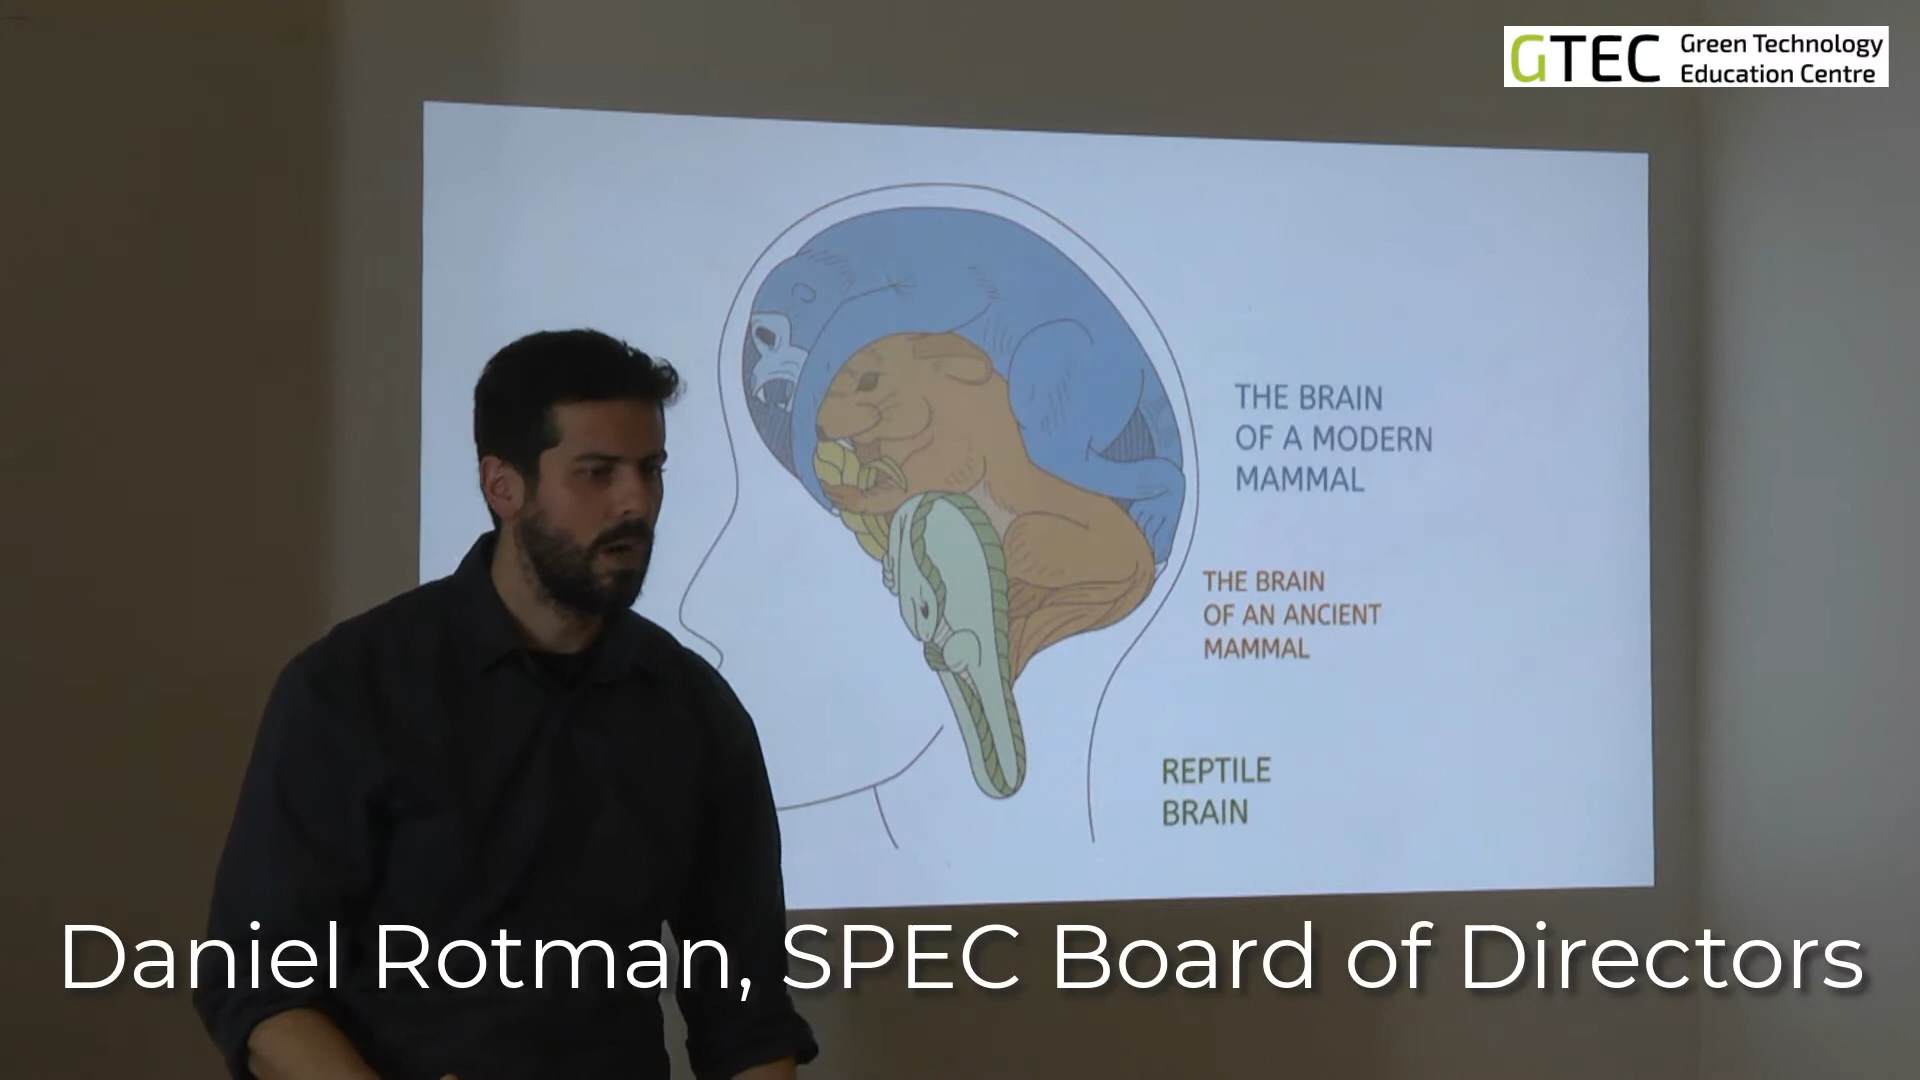 GTEC
Green Technology
Education Centre
THE BRAIN
OF A MODERN
MAMMAL
THE BRAIN
OF AN ANCIENT
MAMMAL
REPTILE
BRAIN
Daniel Rotman, SPEC Board of Directors